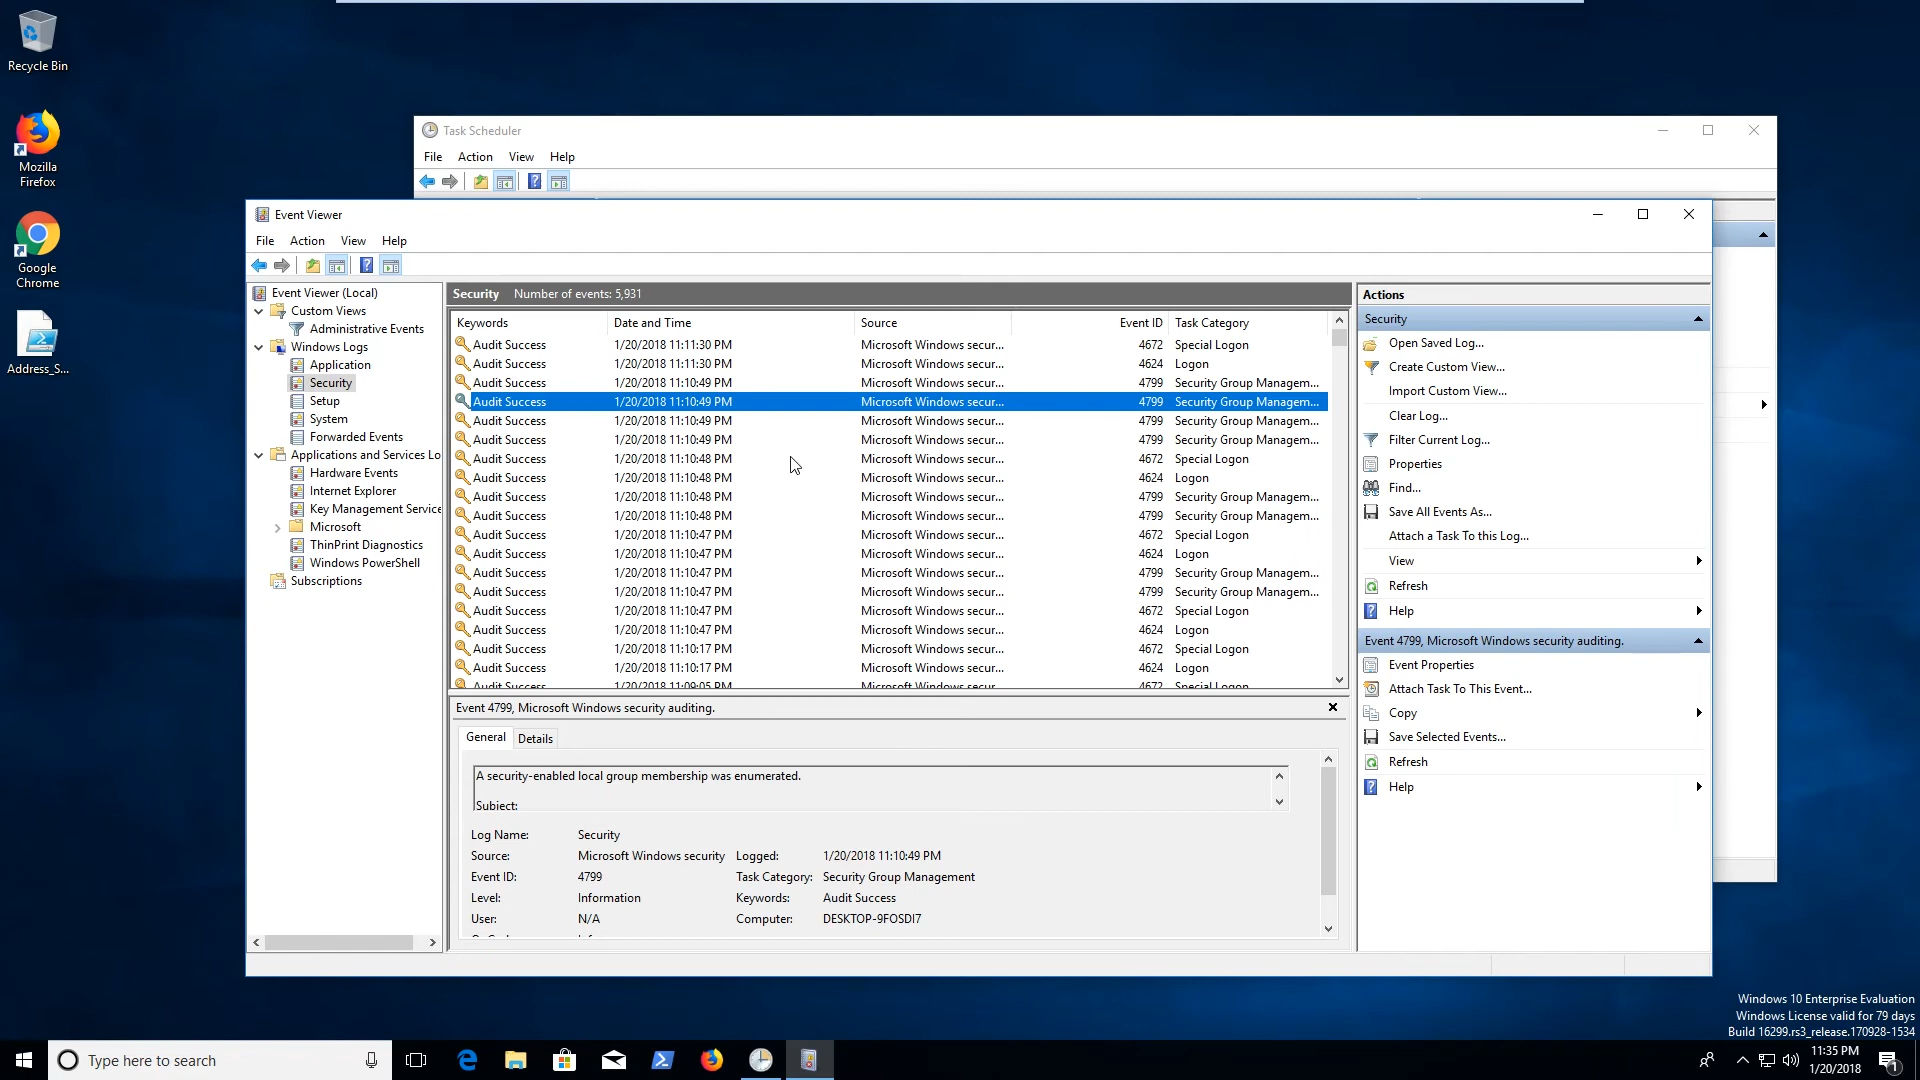 Recycle Bin
Mozilla
Firefox
Google
Chrome
Address_S...
Task Scheduler
File Action View Help
Event Viewer
File Action View Help
Event Viewer (Local)
Custom Views
Administrative Events
Windows Logs
Application
Security
Setup
System
Forwarded Events
Applications and Services Lo
Hardware Events
Internet Explorer
Key Management Service
Microsoft
ThinPrint Diagnostics
Windows PowerShell
Subscriptions
Security Number of events: 5,931
Keywords Date and Time Source Event ID Task Category
Audit Success 1/20/2018 11:11:30 PM Microsoft Windows secur... 4672 Special Logon
Audit Success 1/20/2018 11:11:30 PM Microsoft Windows secur... 4624 Logon
Audit Success 1/20/2018 11:10:49 PM Microsoft Windows secur... 4799 Security Group Managem...
Audit Success 1/20/2018 11:10:49 PM Microsoft Windows secur... 4799 Security Group Managem...
Audit Success 1/20/2018 11:10:49 PM Microsoft Windows secur... 4799 Security Group Managem...
Audit Success 1/20/2018 11:10:49 PM Microsoft Windows secur... 4799 Security Group Managem...
Audit Success 1/20/2018 11:10:48 PM Microsoft Windows secur... 4672 Special Logon
Audit Success 1/20/2018 11:10:48 PM Microsoft Windows secur... 4624 Logon
Audit Success 1/20/2018 11:10:48 PM Microsoft Windows secur... 4799 Security Group Managem...
Audit Success 1/20/2018 11:10:48 PM Microsoft Windows secur... 4799 Security Group Managem...
Audit Success 1/20/2018 11:10:47 PM Microsoft Windows secur... 4672 Special Logon
Audit Success 1/20/2018 11:10:47 PM Microsoft Windows secur... 4624 Logon
Audit Success 1/20/2018 11:10:47 PM Microsoft Windows secur... 4799 Security Group Managem...
Audit Success 1/20/2018 11:10:47 PM Microsoft Windows secur... 4799 Security Group Managem...
Audit Success 1/20/2018 11:10:47 PM Microsoft Windows secur... 4672 Special Logon
Audit Success 1/20/2018 11:10:47 PM Microsoft Windows secur... 4624 Logon
Audit Success 1/20/2018 11:10:17 PM Microsoft Windows secur... 4672 Special Logon
Audit Success 1/20/2018 11:10:17 PM Microsoft Windows secur... 4624 Logon
Audit Success 1/20/2018 11:09:05 PM Microsoft Windows secur... 4672 Special Logon
Event 4799, Microsoft Windows security auditing.
General Details
A security-enabled local group membership was enumerated.
Subject:
Log Name: Security
Source: Microsoft Windows security Logged: 1/20/2018 11:10:49 PM
Event ID: 4799 Task Category: Security Group Management
Level: Information Keywords: Audit Success
User: N/A Computer: DESKTOP-9FOSDI7
Actions
Security
Open Saved Log...
Create Custom View...
Import Custom View...
Clear Log...
Filter Current Log...
Properties
Find...
Save All Events As...
Attach a Task To this Log...
View
Refresh
Help
Event 4799, Microsoft Windows security auditing.
Event Properties
Attach Task To This Event...
Copy
Save Selected Events...
Refresh
Help
Windows 10 Enterprise Evaluation
Windows License valid for 79 days
Build 16299.rs3_release.170928-1534
Type here to search
11:35 PM
1/20/2018
1